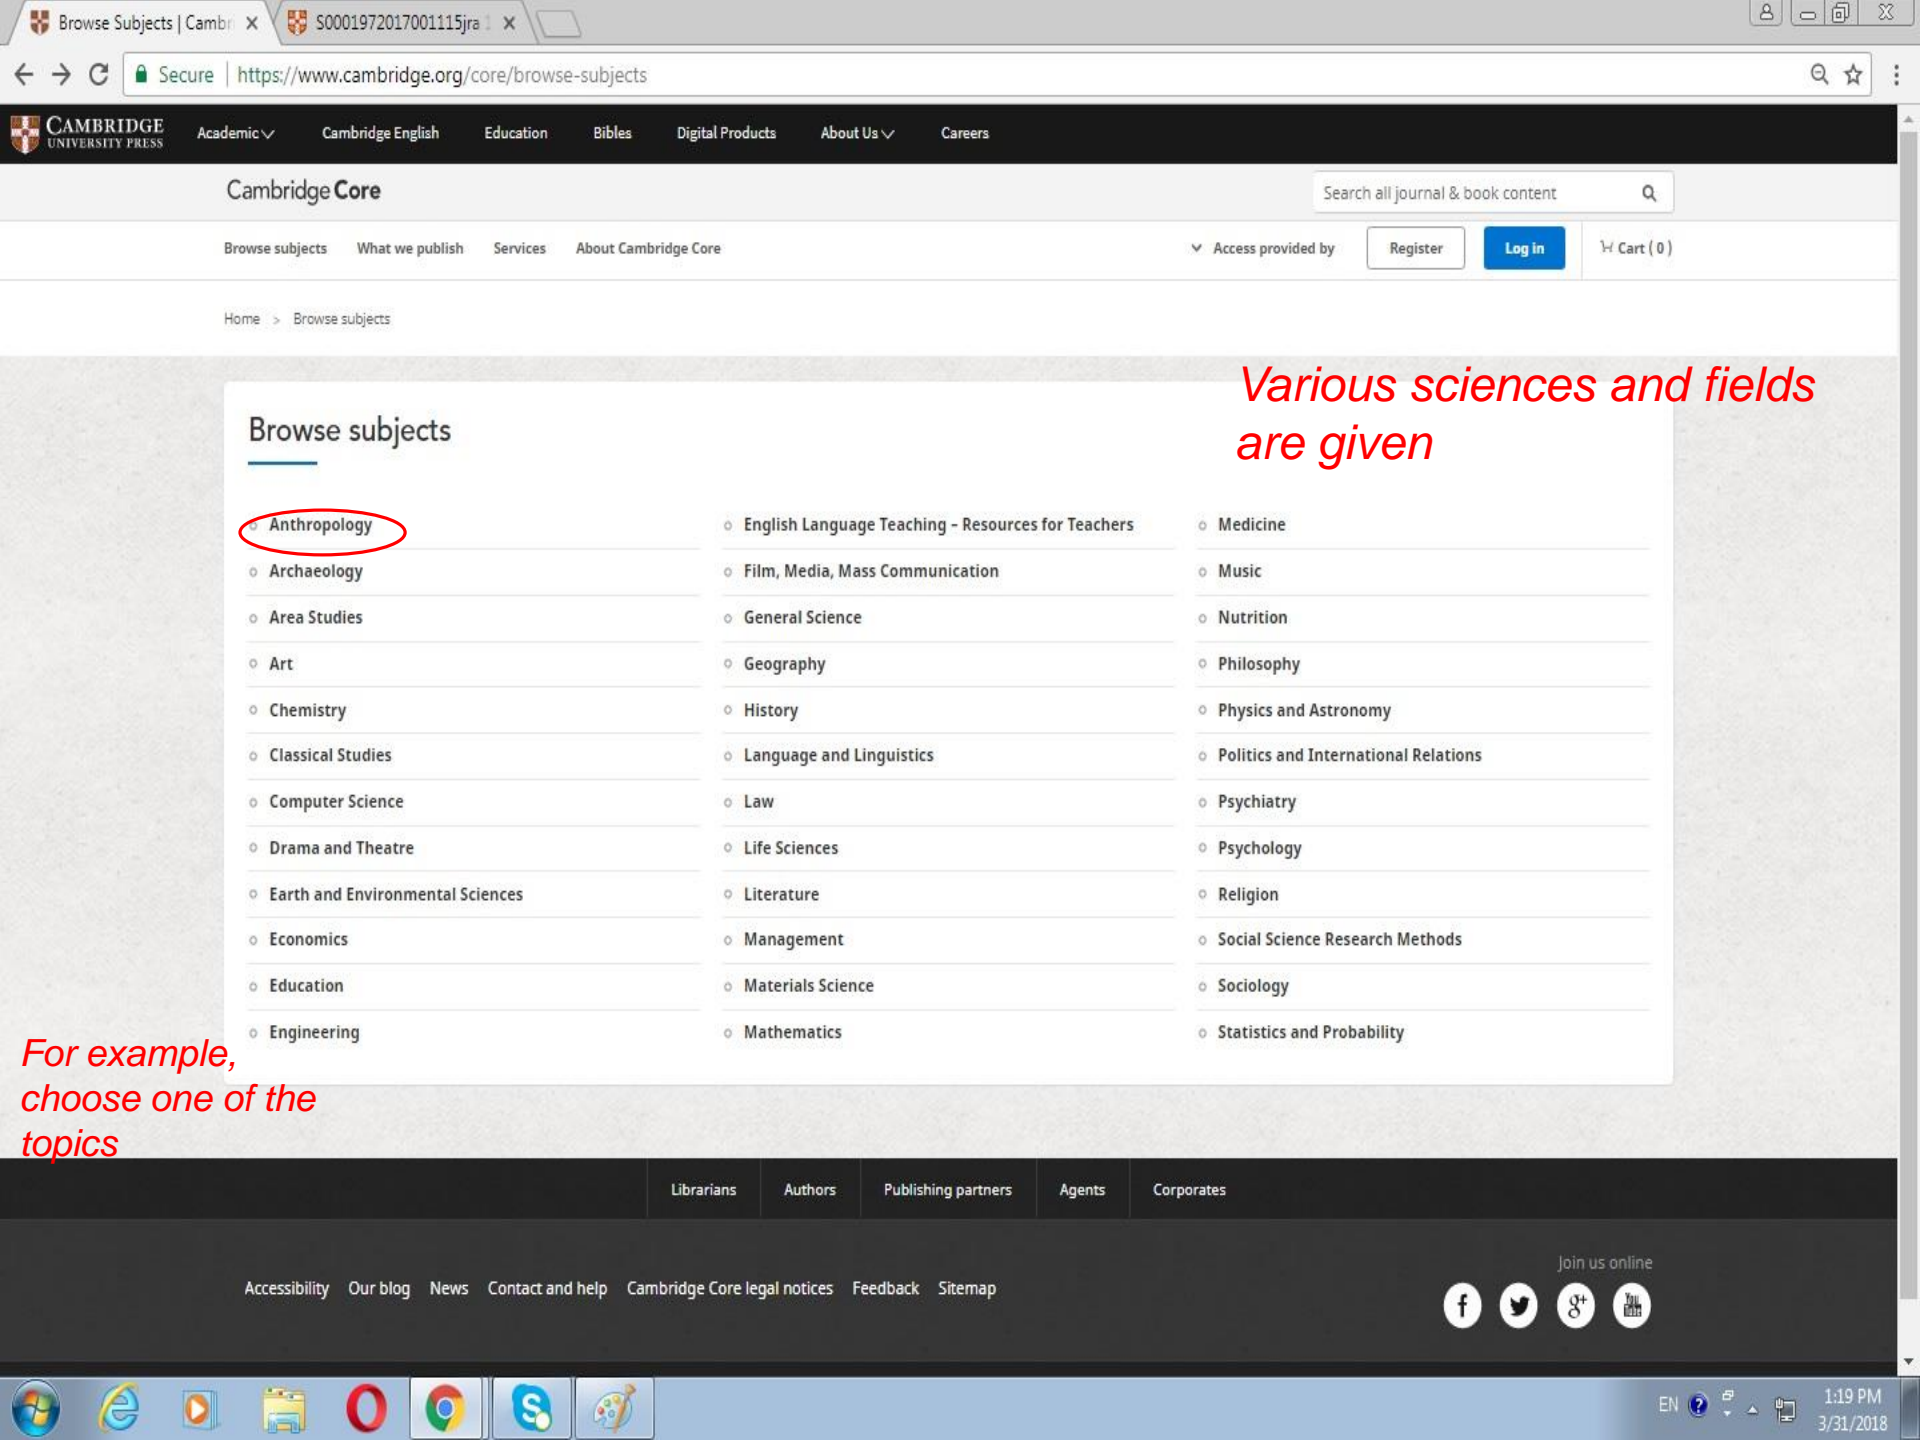 Browse Subjects | Cambri
S0001972017001115jra 1
Secure | https://www.cambridge.org/core/browse-subjects
CAMBRIDGE
UNIVERSITY PRESS
Academic Cambridge English Education Bibles Digital Products About Us Careers
Cambridge Core
Search all journal & book content
Browse subjects What we publish Services About Cambridge Core
Access provided by Register Log in Cart ( 0 )
Home > Browse subjects
Various sciences and fields
are given
Browse subjects
Anthropology
Archaeology
Area Studies
Art
Chemistry
Classical Studies
Computer Science
Drama and Theatre
Earth and Environmental Sciences
Economics
Education
Engineering
English Language Teaching – Resources for Teachers
Film, Media, Mass Communication
General Science
Geography
History
Language and Linguistics
Law
Life Sciences
Literature
Management
Materials Science
Mathematics
Medicine
Music
Nutrition
Philosophy
Physics and Astronomy
Politics and International Relations
Psychiatry
Psychology
Religion
Social Science Research Methods
Sociology
Statistics and Probability
For example,
choose one of the
topics
Librarians Authors Publishing partners Agents Corporates
Join us online
Accessibility Our blog News Contact and help Cambridge Core legal notices Feedback Sitemap
EN
1:19 PM
3/31/2018